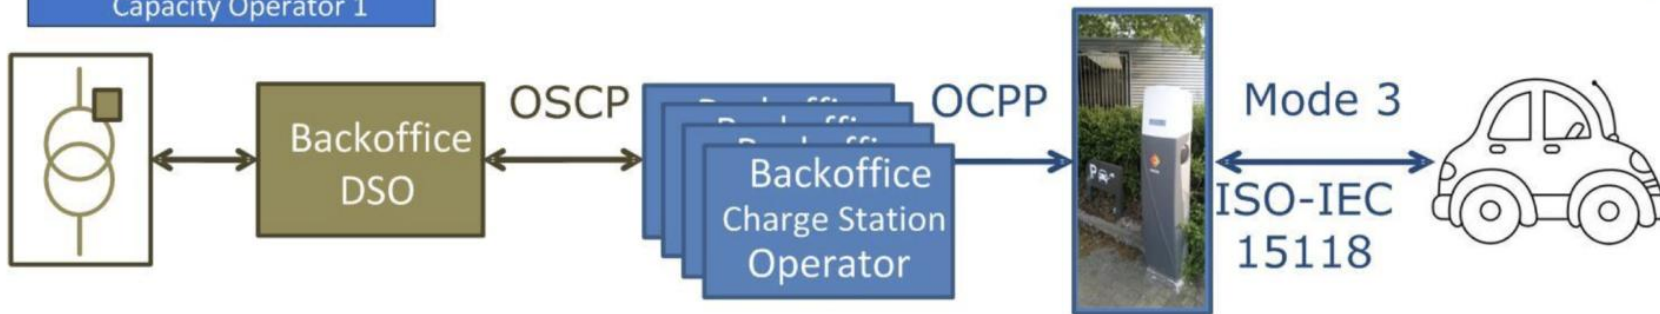 Capacity Operator 1
Backoffice
DSO
OSCP
Backoffice
Charge Station
Operator
OCPP
P
Mode 3
ISO-IEC
15118